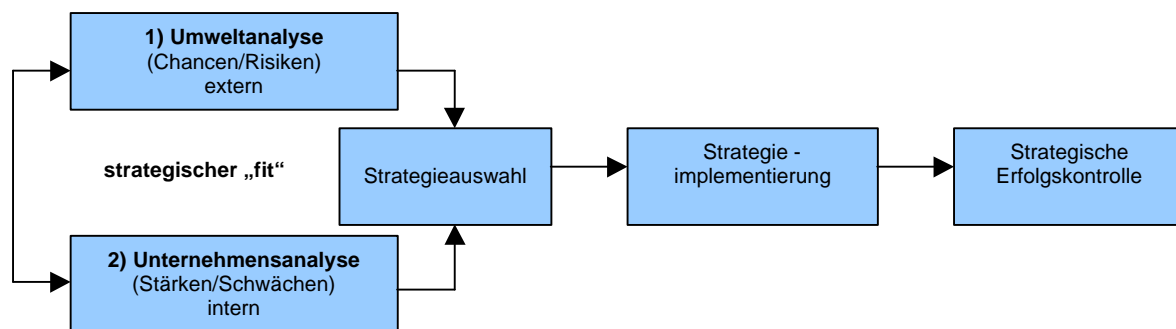 1) Umweltanalyse
(Chancen/Risiken)
extern
strategischer „fit“
Strategieauswahl
Strategie -
implementierung
Strategische
Erfolgskontrolle
2) Unternehmensanalyse
(Stärken/Schwächen)
intern